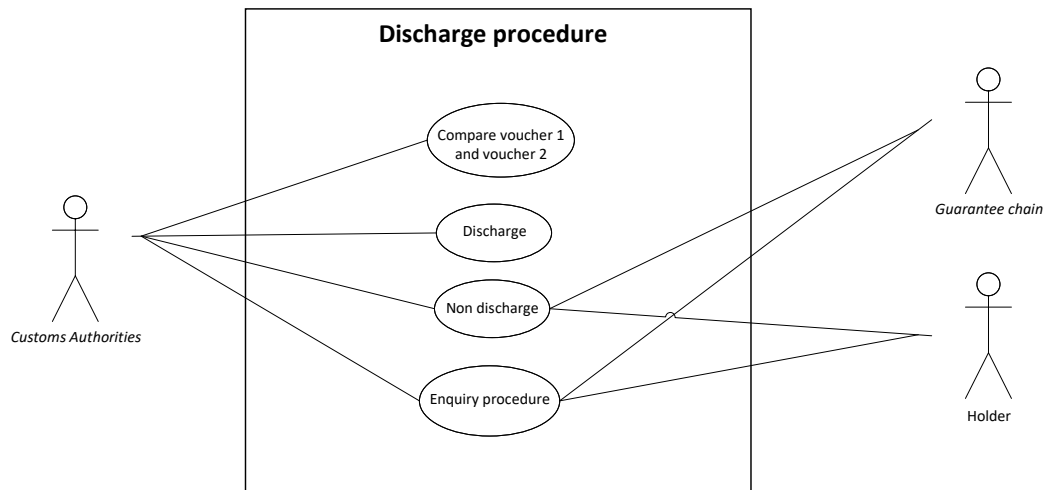 Discharge procedure
Compare voucher 1
and voucher 2
Guarantee chain
Discharge
Non discharge
Customs Authorities
Enquiry procedure
Holder